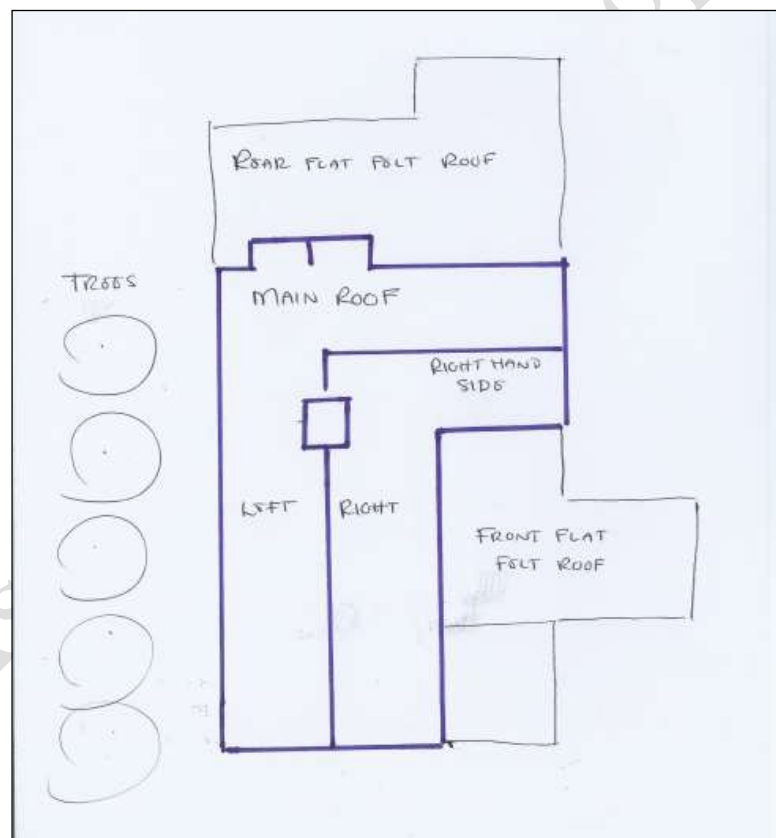 REAR FLAT FELT ROOF
TREES
MAIN ROOF
RIGHT HAND
SIDE
LEFT
RIGHT
FRONT FLAT
FELT ROOF